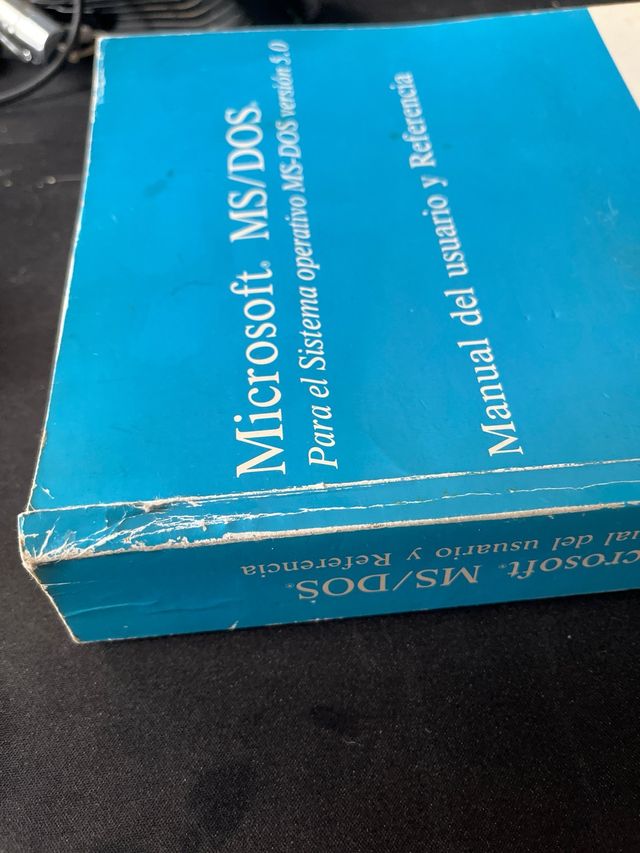 Microsoft® MS/DOS®
Para el Sistema operativo MS-DOS versión 5.0
Manual del usuario y Referencia
crosoft® MS/DOS®
ual del usuario y Referencia